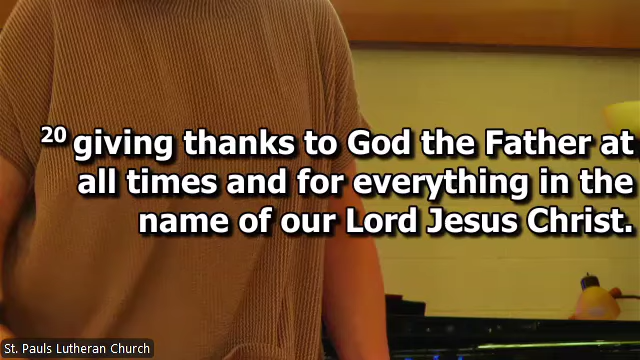 20 giving thanks to God the Father at
all times and for everything in the
name of our Lord Jesus Christ.
St. Pauls Lutheran Church